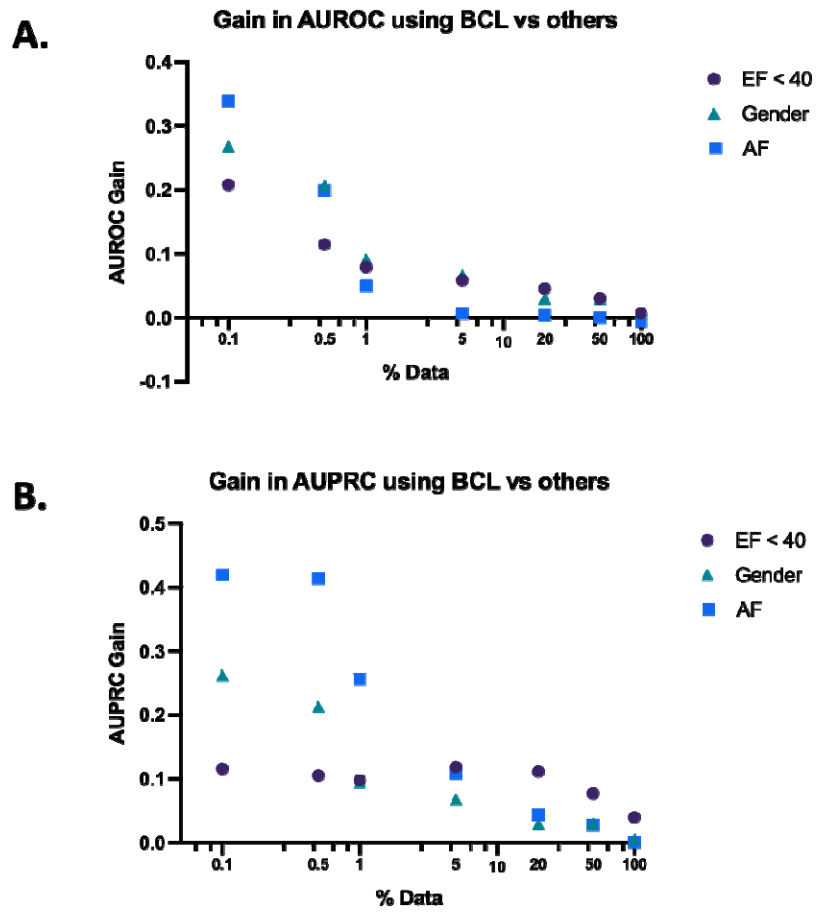 A.
Gain in AUROC using BCL vs others
0.4
0.3
0.2
0.1
0.0
-0.1
AUROC Gain
0.1 0.5 1 5 10 20 50 100
% Data
EF < 40
Gender
AF
B.
Gain in AUPRC using BCL vs others
0.5
0.4
0.3
0.2
0.1
0.0
AUPRC Gain
0.1 0.5 1 5 10 20 50 100
% Data
EF < 40
Gender
AF